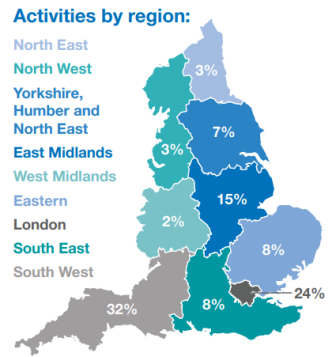 Activities by region:
North East
North West
Yorkshire,
Humber and
North East
East Midlands
West Midlands
Eastern
London
South East
South West
3%
7%
3%
15%
2%
8%
24%
32%
8%